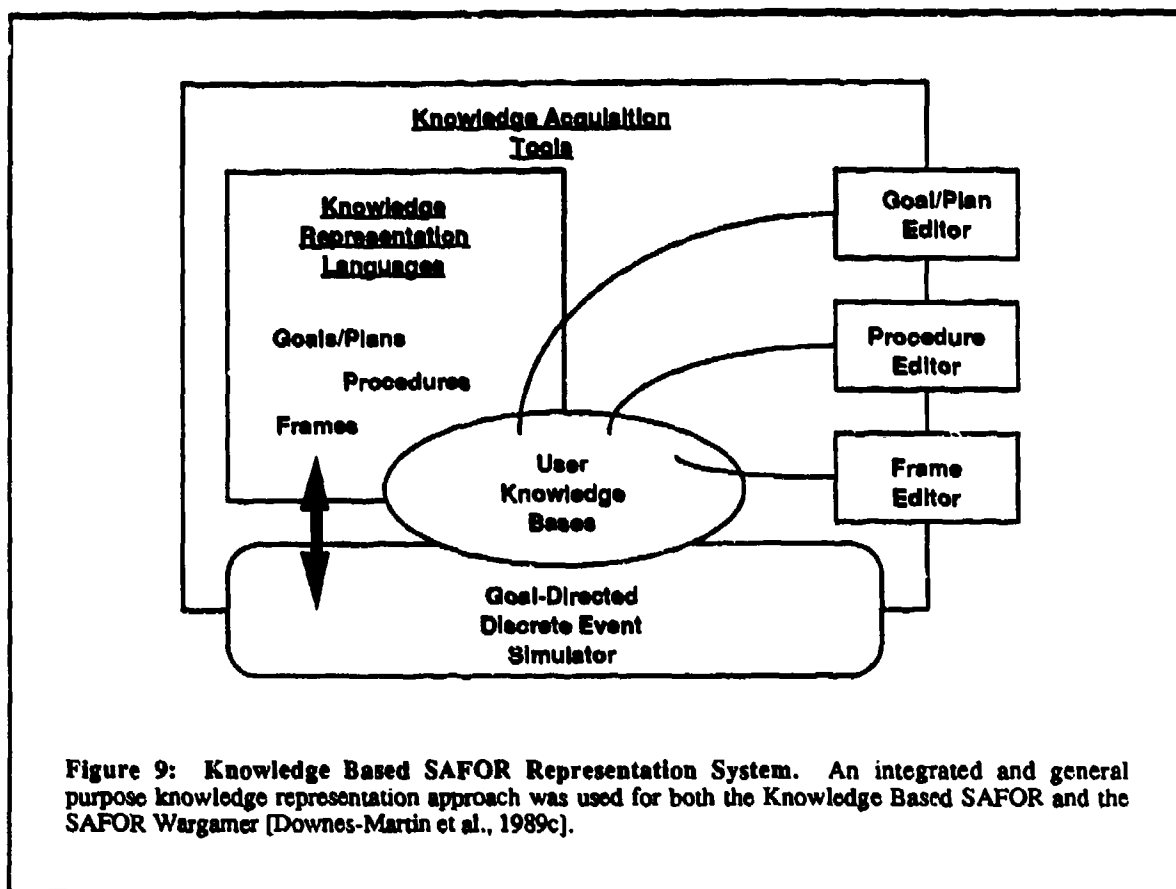 Knowledge Acquisition
Tools
Knowledge
Representation
Languages
Goals/Plans
Procedures
Frames
User
Knowledge
Bases
Goal-Directed
Discrete Event
Simulator
Goal/Plan
Editor
Procedure
Editor
Frame
Editor
Figure 9: Knowledge Based SAFOR Representation System. An integrated and general
purpose knowledge representation approach was used for both the Knowledge Based SAFOR and the
SAFOR Wargamer [Downes-Martin et al., 1989c].